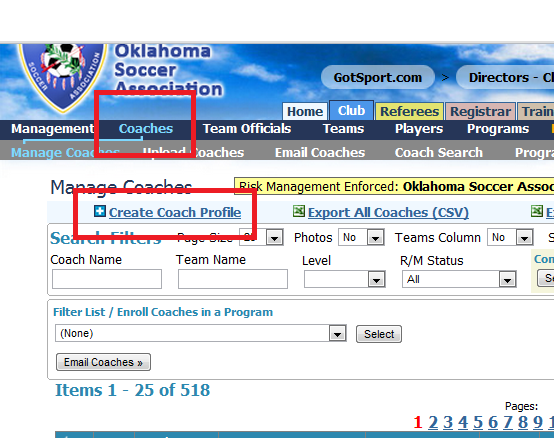 Oklahoma
Soccer
Association
SOCCER
ASSOCIATION
GotSport.com > Directors - Cl
Home Club Referees Registrar Train
Management Coaches Team Officials Teams Players Programs
Manage Coaches Upload Coaches Email Coaches Coach Search Progra
Manage Coaches Risk Management Enforced: Oklahoma Soccer Assoc
Create Coach Profile Export All Coaches (CSV) E
Search Filters Page Size 25 Photos No Teams Column No S
Coach Name Team Name Level R/M Status Con
All Se
Filter List / Enroll Coaches in a Program
(None) Select
Email Coaches »
Items 1 - 25 of 518
Pages:
1 2 3 4 5 6 7 8 9 1